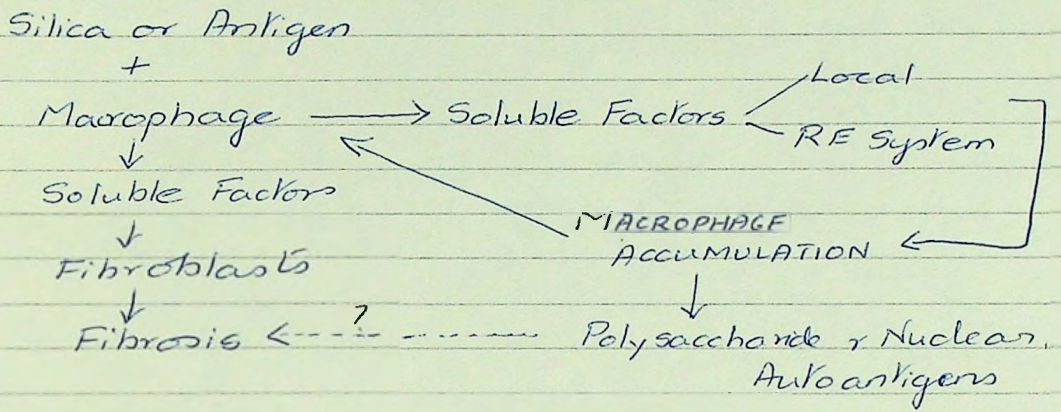 Silica or Antigen
+
Local
Macrophage → Soluble Factors
RE System
Soluble Factors
MACROPHAGE
ACCUMULATION
Fibroblasts
?
Fibrosis Polysaccharide & Nuclear
Autoantigens